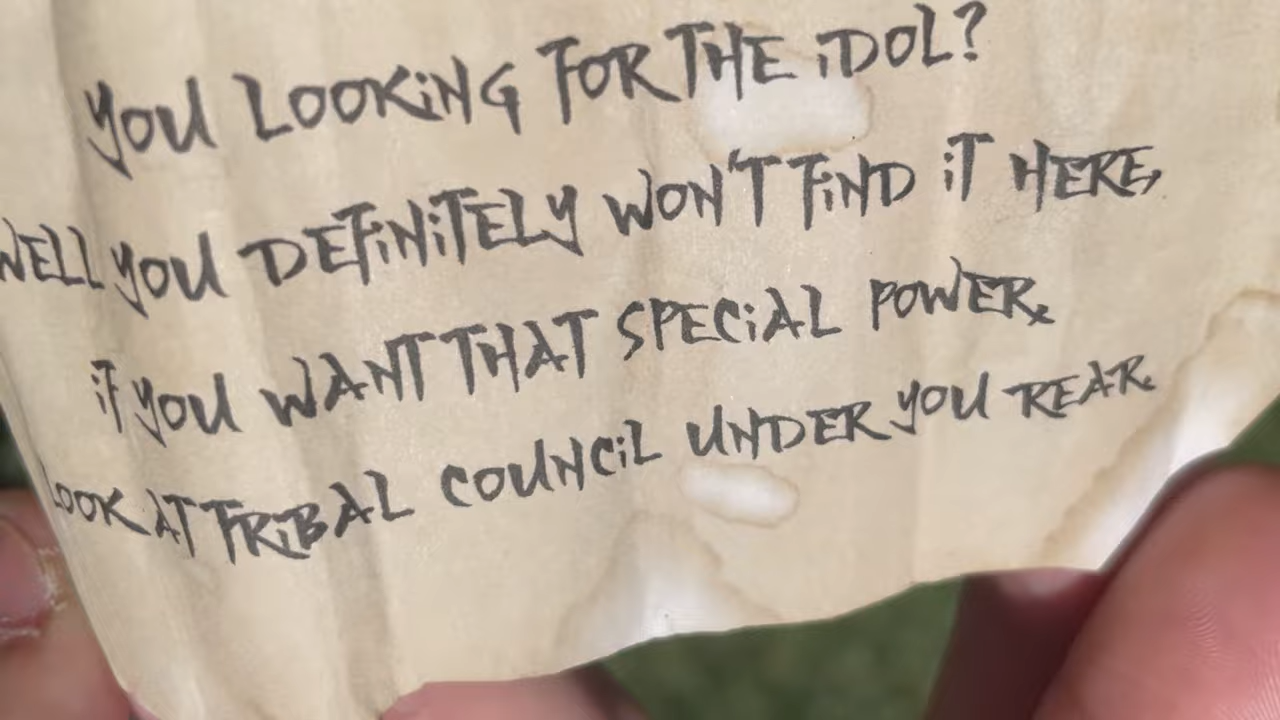 YOU LOOKING FOR THE IDOL?
WELL YOU DEFINITELY WON'T FIND IT HERE,
IF YOU WANT THAT SPECIAL POWER,
LOOK AT TRIBAL COUNCIL UNDER YOU REAR.